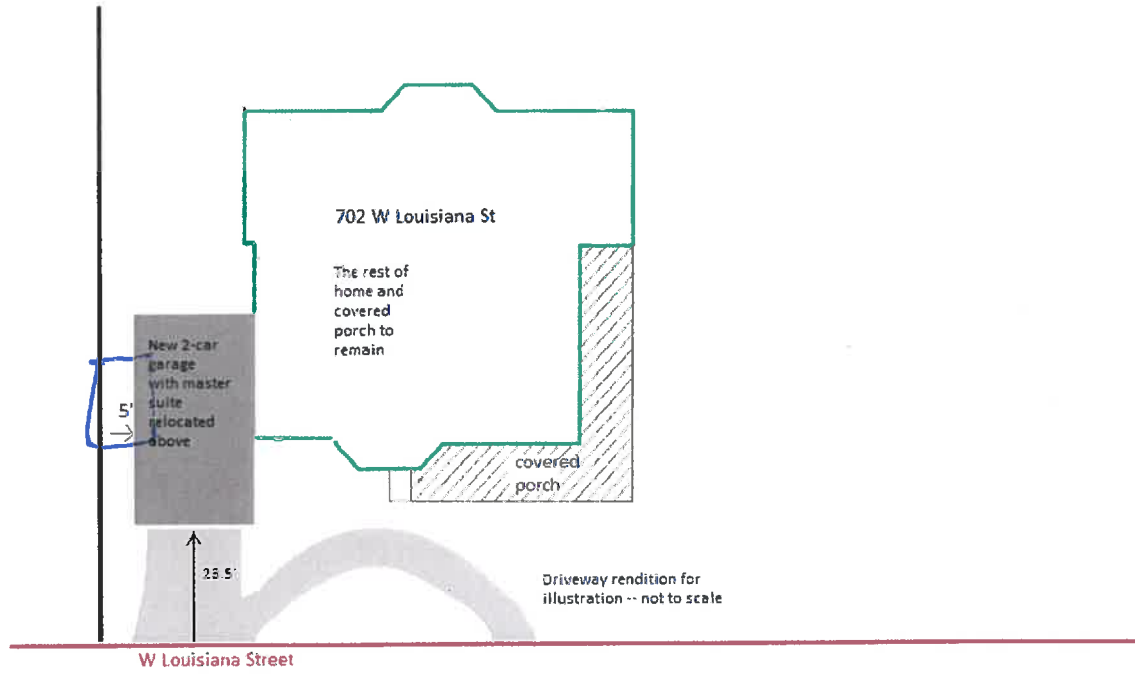 702 W Louisiana St
The rest of
home and
covered
porch to
remain
New 2-car
garage
with master
suite
relocated
above
5'
covered
porch
23.5'
Driveway rendition for
illustration -- not to scale
W Louisiana Street